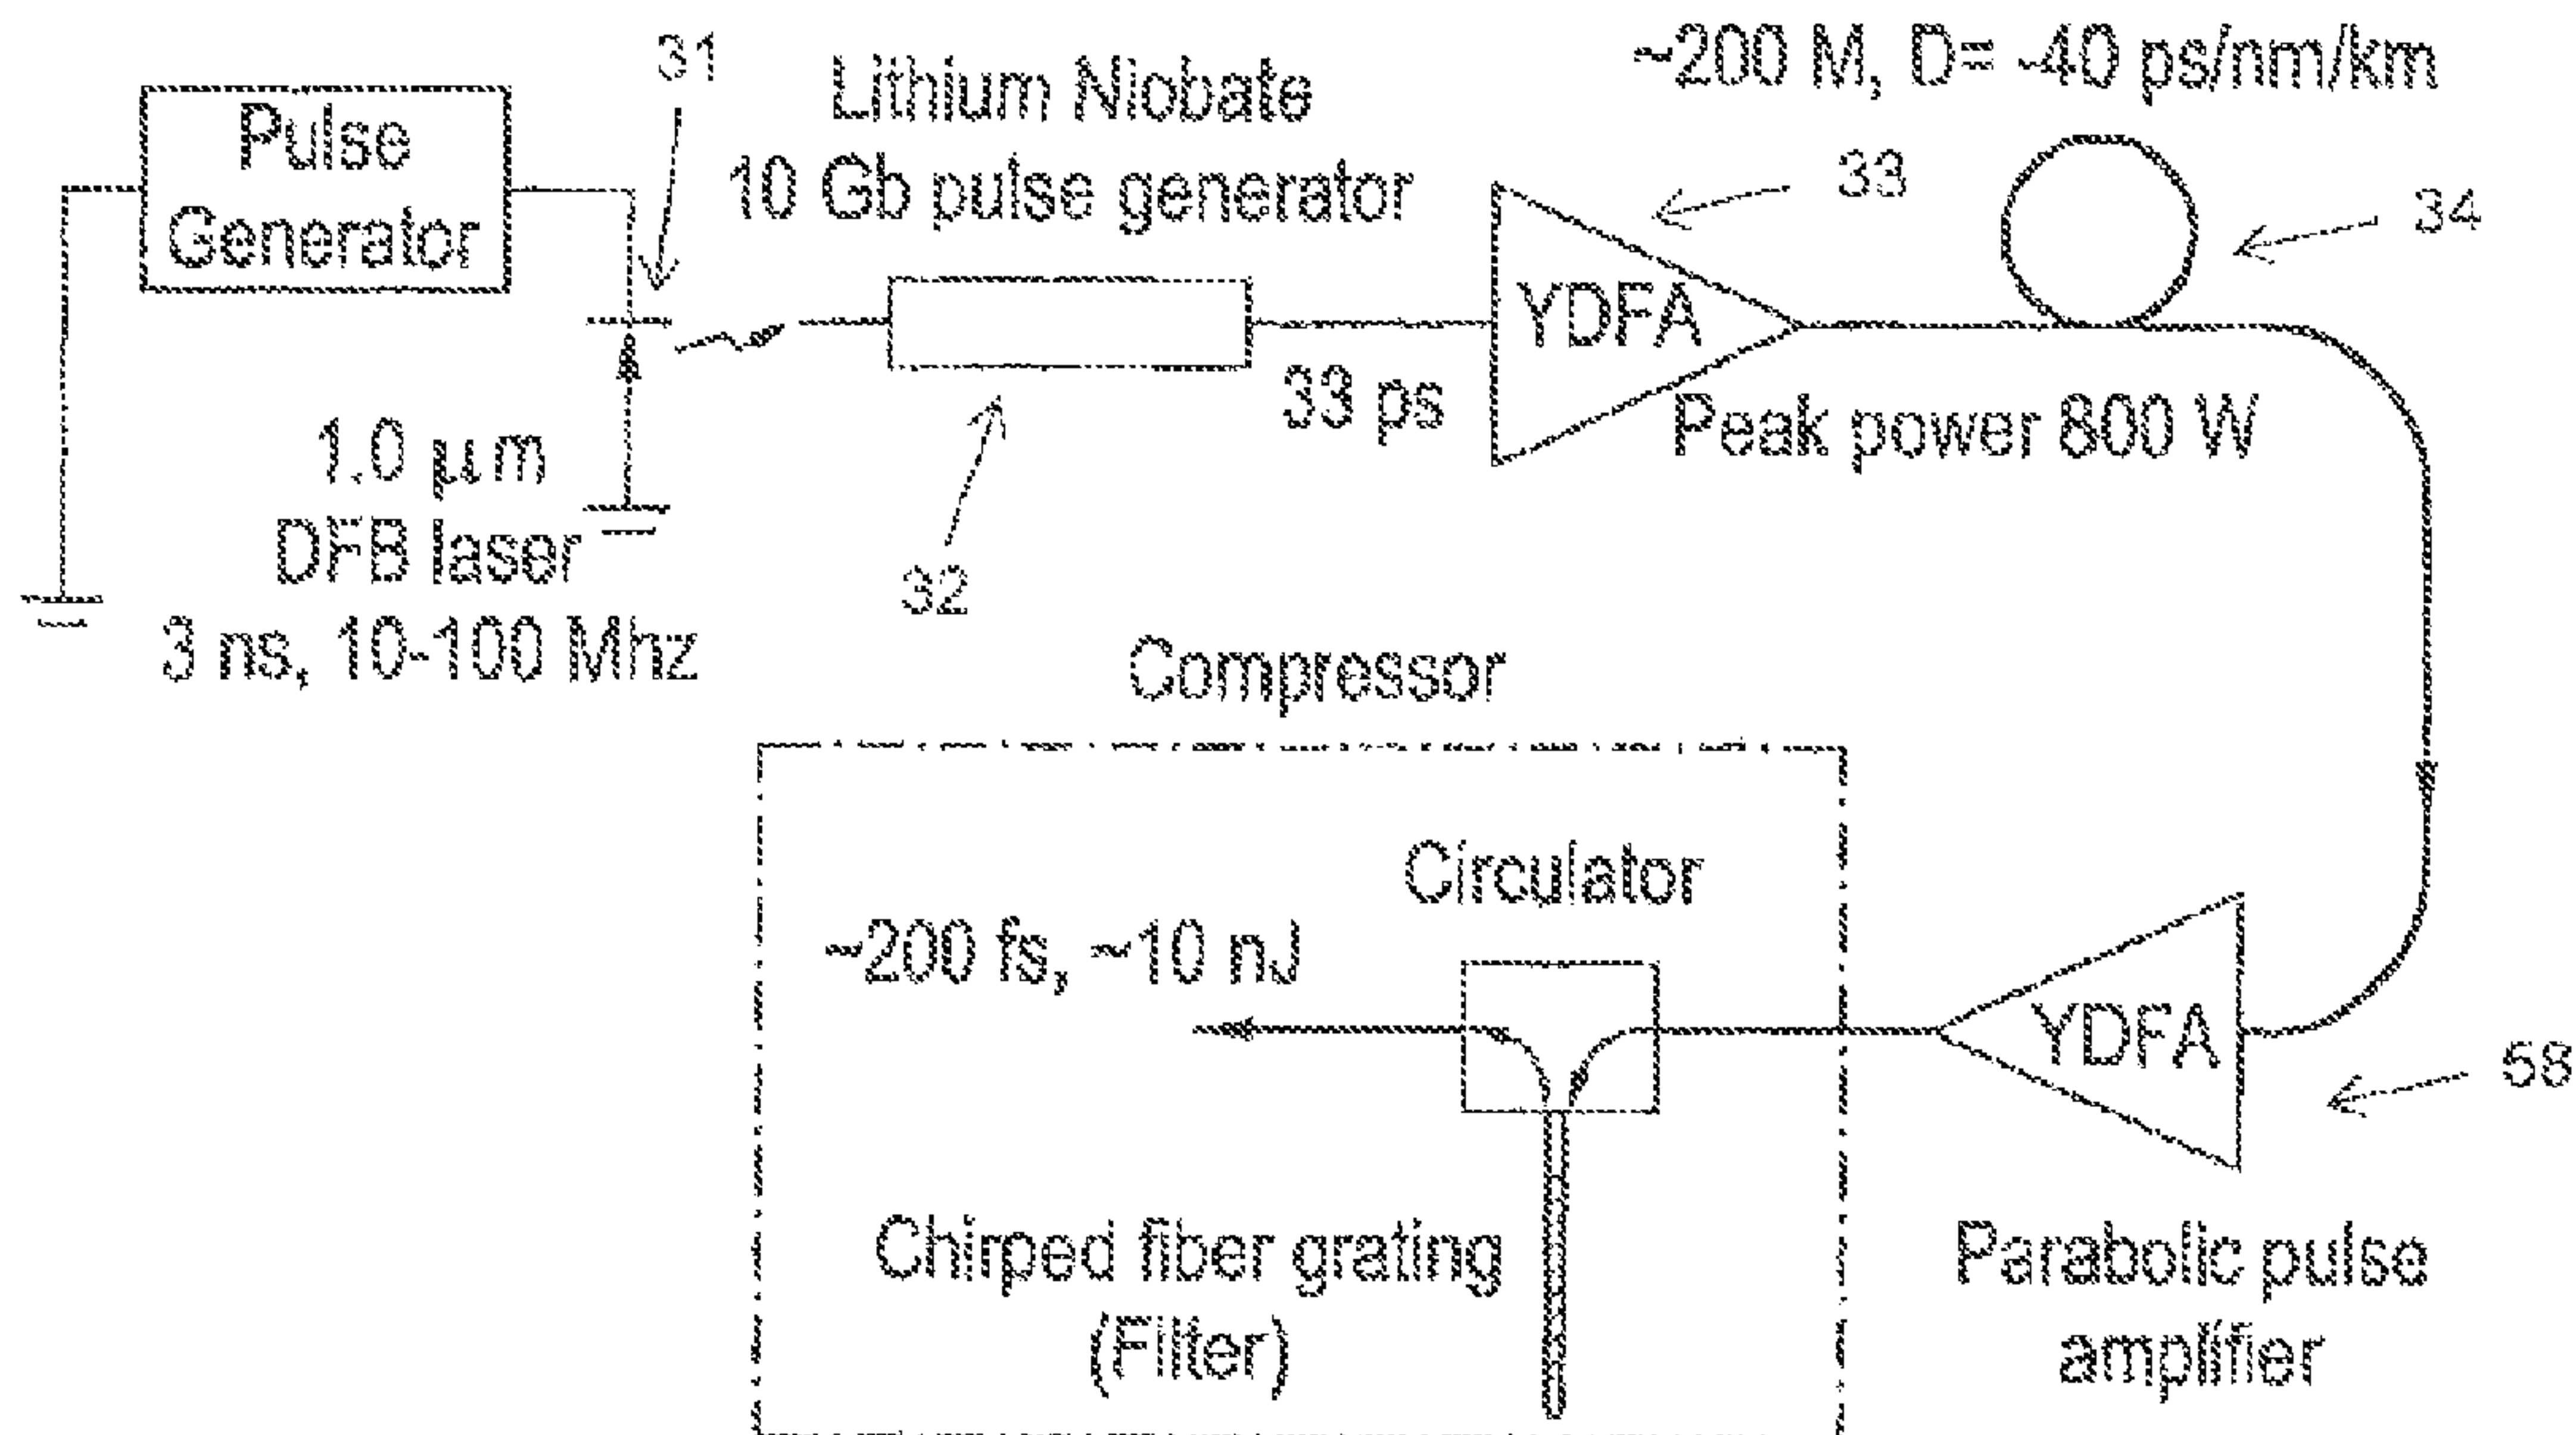 Pulse
Generator
31
Lithium Niobate
10 Gb pulse generator
~200 M, D= -40 ps/nm/km
33
34
YDFA
33 ps
Peak power 800 W
1.0 μm
DFB laser
3 ns, 10-100 Mhz
32
Compressor
Circulator
~200 fs, ~10 nJ
YDFA
58
Chirped fiber grating
(Filter)
Parabolic pulse
amplifier